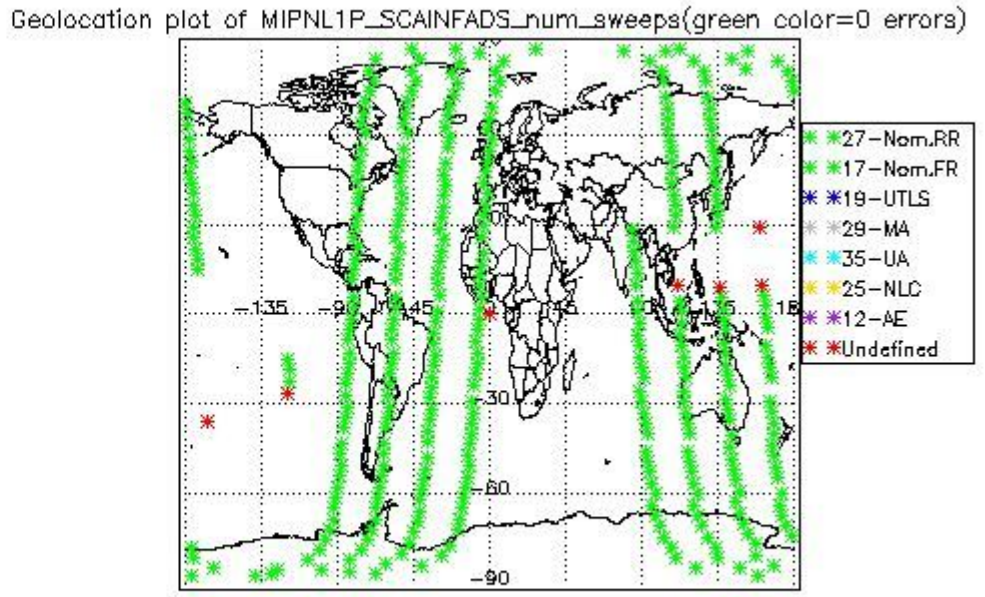 Geolocation plot of MIPNL1P_SCAINFADS_num_sweeps(green color=0 errors)
27-Nom.RR
17-Nom.FR
19-UTLS
29-MA
35-UA
25-NLC
12-AE
Undefined
-135
-30
-60
-90